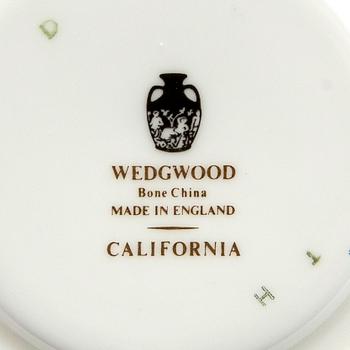 D
WEDGWOOD
Bone China
MADE IN ENGLAND
CALIFORNIA
H T